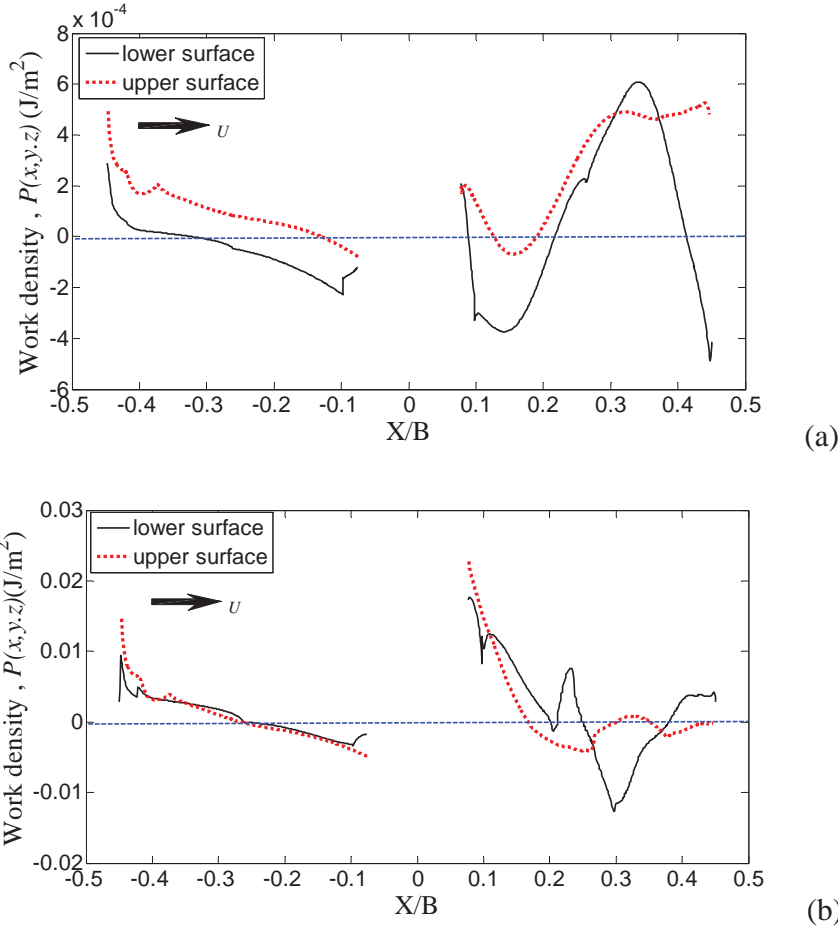 x 10-4
8
6
4
2
0
-2
-4
-6
Work density , P(x,y.z) (J/m2)
lower surface
upper surface
U
-0.5 -0.4 -0.3 -0.2 -0.1 0 0.1 0.2 0.3 0.4 0.5
X/B
(a)
0.03
0.02
0.01
0
-0.01
-0.02
Work density , P(x,y.z)(J/m2)
lower surface
upper surface
U
-0.5 -0.4 -0.3 -0.2 -0.1 0 0.1 0.2 0.3 0.4 0.5
X/B
(b)